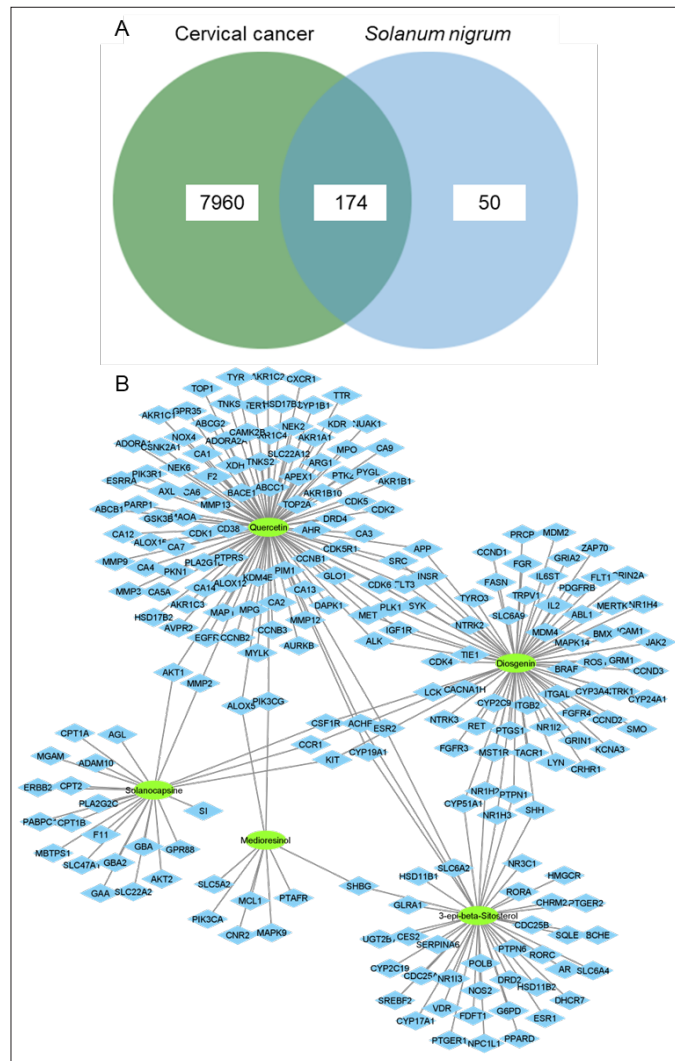 A
Cervical cancer
Solanum nigrum
7960
174
50
B
TYR
AKR1C2
CXCR1
TOP1
TTR
TNKS
HSD17B1
CYP1B1
AKR1C1
GPR35
ABCG2
CAMK2B
NEK2
KDR
NUAK1
ADORA1
NOX4
ADORA2A
AKR1A1
CSNK2A1
SLC22A12
MPO
CA9
CA1
XDH
TNKS2
ARG1
ESRRA
PIK3R1
NEK6
F2
APEX1
PTK2
PYGL
AXL
CA6
BACE1
ABCC1
AKR1B10
AKR1B1
ABCB1
PARP1
MMP13
TOP2A
CDK5
CDK2
GSK3B
MAOA
CD38
Quercetin
AHR
DRD4
CA12
CDK1
CA3
ALOX15
CA7
PTPRS
CCNB1
CDK5R1
SRC
APP
MMP9
CA4
PKN1
KDM4E
PIM1
GLO1
CDK6
FLT3
INSR
MMP3
CA5A
CA14
ALOX12
CA2
CA13
MET
PLK1
SYK
AKR1C3
MPG
MMP12
DAPK1
HSD17B2
CCNB3
IGF1R
AVPR2
CCNB2
AURKB
ALK
MYLK
AKT1
MMP2
PIK3CG
ALOX5
PRCP
MDM2
CCND1
GRIA2
ZAP70
FGR
FASN
IL6ST
FLT1
GRIN2A
TYRO3
TRPV1
PDGFRB
SLC6A9
IL2
MERTK
NR1H4
NTRK2
MDM4
ABL1
ICAM1
MAPK14
BMX
JAK2
TIE1
Diosgenin
BRAF
ROS1
GRM1
CDK4
CCND3
LCK
CACNA1H
ITGAL
CYP3A4
NTRK1
CYP24A1
CYP2C9
ITGB2
FGFR4
NTRK3
CCND2
SMO
RET
PTGS1
NR1I2
GRIN1
KCNA3
FGFR3
MST1R
TACR1
LYN
CRHR1
CSF1R
ACHE
ESR2
CCR1
CYP19A1
KIT
NR1H2
PTPN1
CYP51A1
NR1H3
SHH
CPT1A
AGL
MGAM
ADAM10
Solanocapsine
ERBB2
CPT2
PLA2G2C
SI
CPT1B
F11
MBTPS1
GBA
GPR88
SLC47A1
GBA2
GAA
AKT2
SLC22A2
Medioresinol
SLC5A2
PTAFR
MCL1
PIK3CA
CNR2
MAPK9
SHBG
SLC6A2
HSD11B1
NR3C1
HMGCR
GLRA1
RORA
CHRM2
PTGER2
3-epi-beta-Sitosterol
CDC25B
CES2
SERPINA6
SQLE
BCHE
PTPN6
RORC
CYP2C19
POLB
AR
SLC6A4
NR1I3
DRD2
HSD11B2
SREBF2
NOS2
DHCR7
VDR
G6PD
CYP17A1
FDFT1
ESR1
PTGER1
NPC1L1
PPARD